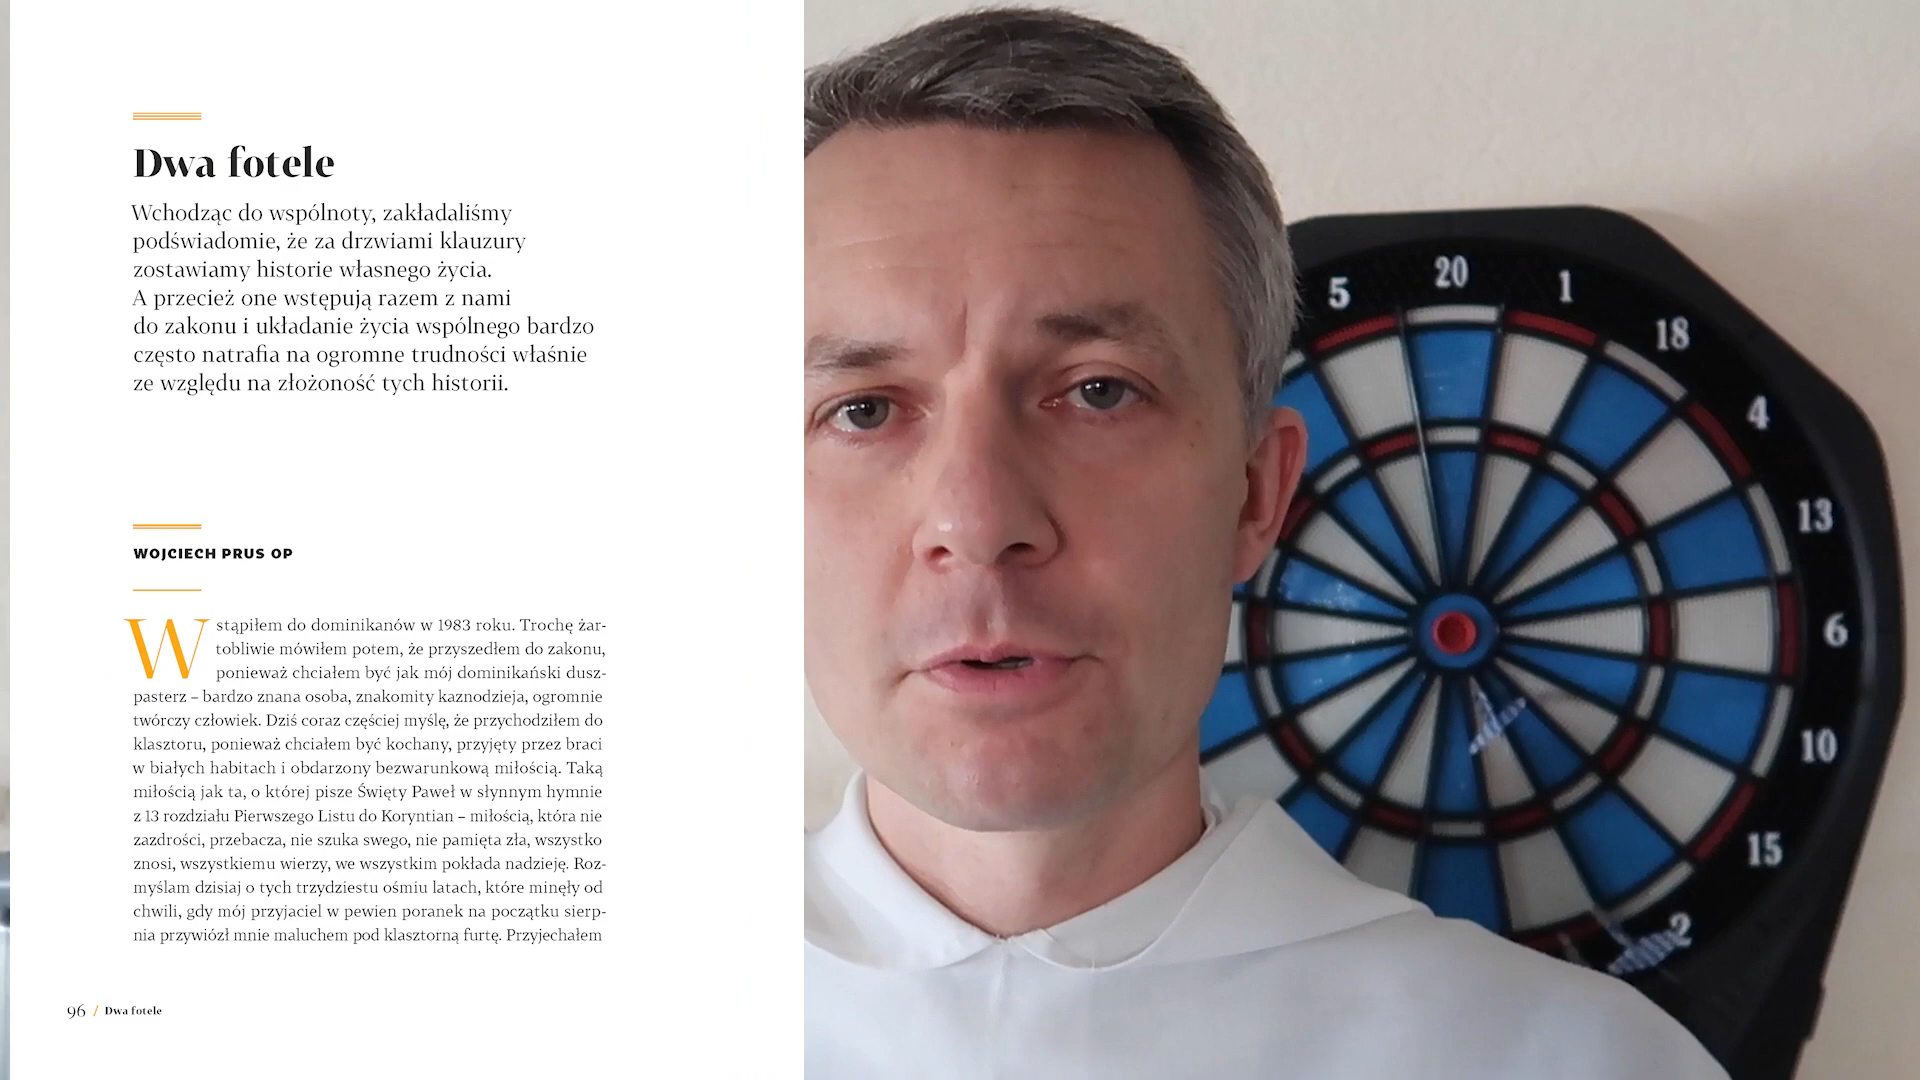 Dwa fotele
Wchodząc do wspólnoty, zakładaliśmy
podświadomie, że za drzwiami klauzury
zostawiamy historie własnego życia.
A przecież one wstępują razem z nami
do zakonu i układanie życia wspólnego bardzo
często natrafia na ogromne trudności właśnie
ze względu na złożoność tych historii.
WOJCIECH PRUS OP
Wstąpiłem do dominikanów w 1983 roku. Trochę żar-
tobliwie mówiłem potem, że przyszedłem do zakonu,
ponieważ chciałem być jak mój dominikański dusz-
pasterz – bardzo znana osoba, znakomity kaznodzieja, ogromnie
twórczy człowiek. Dziś coraz częściej myślę, że przychodziłem do
klasztoru, ponieważ chciałem być kochany, przyjęty przez braci
w białych habitach i obdarzony bezwarunkową miłością. Taką
miłością jak ta, o której pisze Święty Paweł w słynnym hymnie
z 13 rozdziału Pierwszego Listu do Koryntian – miłością, która nie
zazdrości, przebacza, nie szuka swego, nie pamięta zła, wszystko
znosi, wszystkiemu wierzy, we wszystkim pokłada nadzieję. Roz-
myślam dzisiaj o tych trzydziestu ośmiu latach, które minęły od
chwili, gdy mój przyjaciel w pewien poranek na początku sierp-
nia przywiózł mnie maluchem pod klasztorną furtę. Przyjechałem
96 / Dwa fotele
5
20
1
18
4
13
6
10
15
2